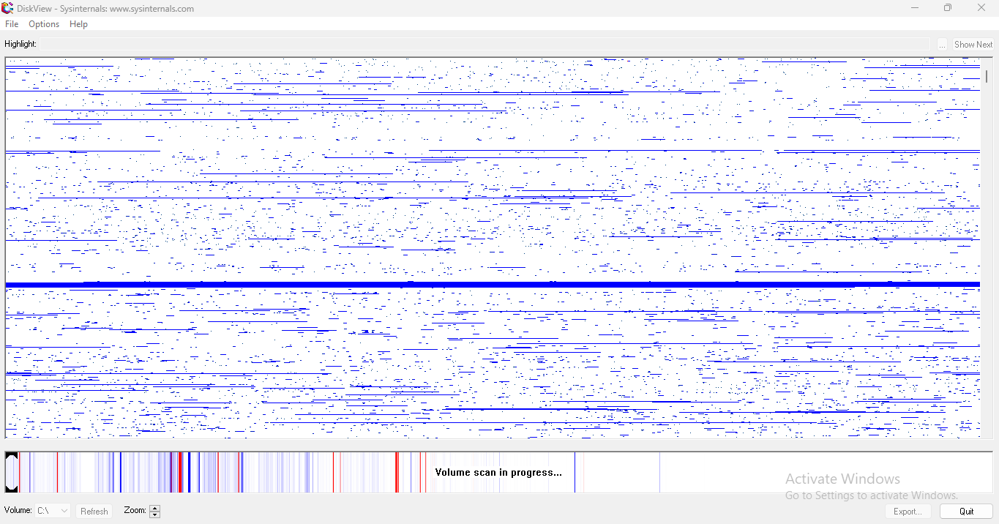 DiskView - Sysinternals: www.sysinternals.com
File Options Help
Highlight:
... Show Next
Volume scan in progress...
Activate Windows
Go to Settings to activate Windows.
Volume: C:\ Refresh Zoom:
Export... Quit